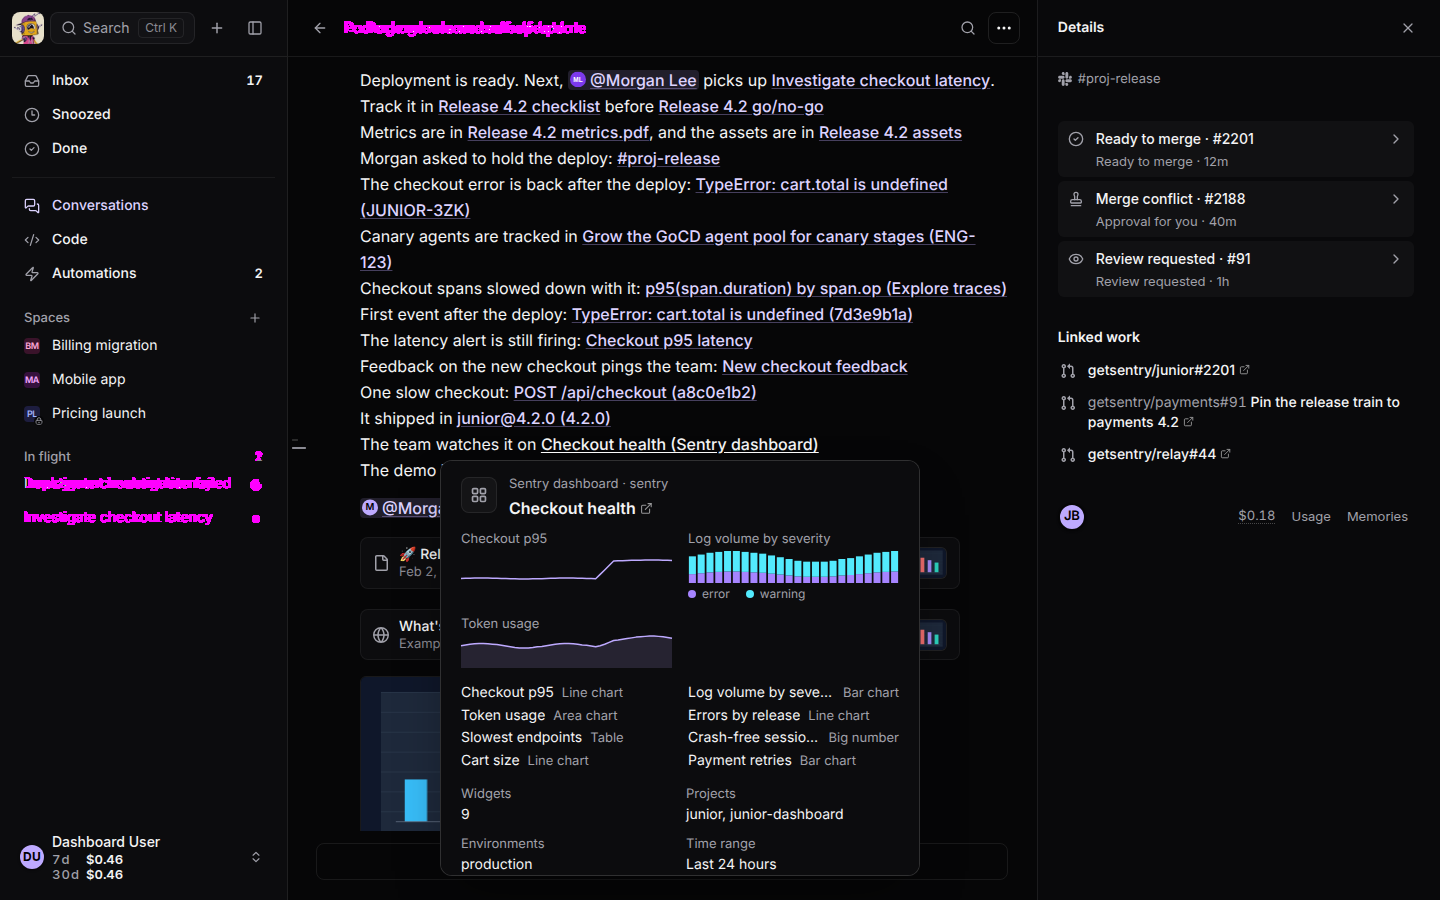 Search Ctrl K
Inbox 17
Snoozed
Done
Conversations
Code
Automations 2
Spaces
BM Billing migration
MA Mobile app
PL Pricing launch
In flight 2
Investigate checkout latency
DU Dashboard User
7d $0.46
30d $0.46
Deployment is ready. Next, ML @Morgan Lee picks up Investigate checkout latency.
Track it in Release 4.2 checklist before Release 4.2 go/no-go
Metrics are in Release 4.2 metrics.pdf, and the assets are in Release 4.2 assets
Morgan asked to hold the deploy: #proj-release
The checkout error is back after the deploy: TypeError: cart.total is undefined
(JUNIOR-3ZK)
Canary agents are tracked in Grow the GoCD agent pool for canary stages (ENG-
123)
Checkout spans slowed down with it: p95(span.duration) by span.op (Explore traces)
First event after the deploy: TypeError: cart.total is undefined (7d3e9b1a)
The latency alert is still firing: Checkout p95 latency
Feedback on the new checkout pings the team: New checkout feedback
One slow checkout: POST /api/checkout (a8c0e1b2)
It shipped in junior@4.2.0 (4.2.0)
The team watches it on Checkout health (Sentry dashboard)
The demo
M @Morga
🚀 Rel
Feb 2,
What's
Examp
Sentry dashboard · sentry
Checkout health
Checkout p95
Log volume by severity
error warning
Token usage
Checkout p95 Line chart
Log volume by seve... Bar chart
Token usage Area chart
Errors by release Line chart
Slowest endpoints Table
Crash-free sessio... Big number
Cart size Line chart
Payment retries Bar chart
Widgets
9
Projects
junior, junior-dashboard
Environments
production
Time range
Last 24 hours
Details
#proj-release
Ready to merge · #2201
Ready to merge · 12m
Merge conflict · #2188
Approval for you · 40m
Review requested · #91
Review requested · 1h
Linked work
getsentry/junior#2201
getsentry/payments#91 Pin the release train to
payments 4.2
getsentry/relay#44
JB $0.18 Usage Memories